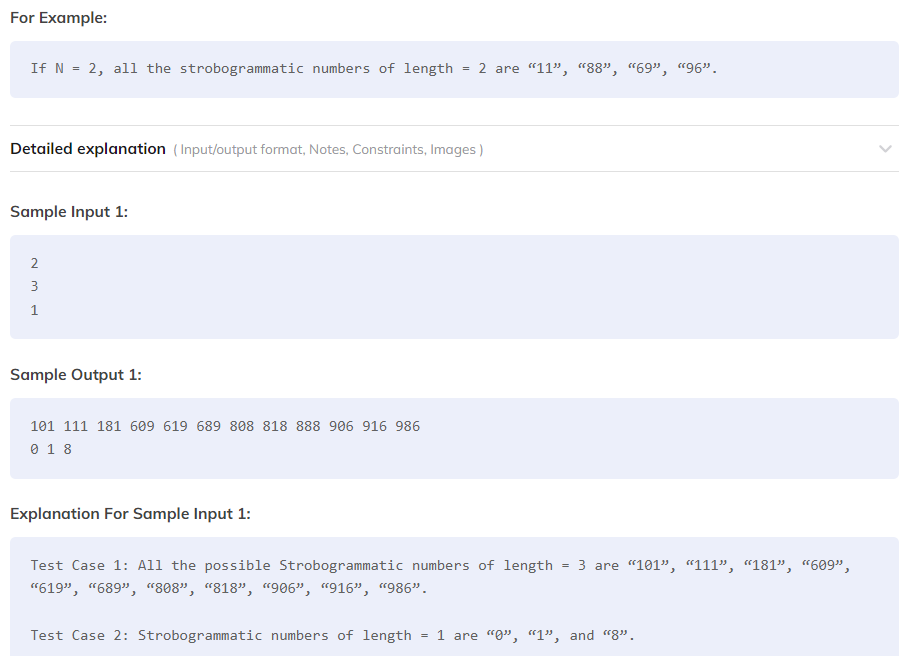 For Example:
If N = 2, all the strobogrammatic numbers of length = 2 are “11”, “88”, “69”, “96”.
Detailed explanation ( Input/output format, Notes, Constraints, Images )
Sample Input 1:
2
3
1
Sample Output 1:
101 111 181 609 619 689 808 818 888 906 916 986
0 1 8
Explanation For Sample Input 1:
Test Case 1: All the possible Strobogrammatic numbers of length = 3 are “101”, “111”, “181”, “609”,
“619”, “689”, “808”, “818”, “906”, “916”, “986”.
Test Case 2: Strobogrammatic numbers of length = 1 are “0”, “1”, and “8”.